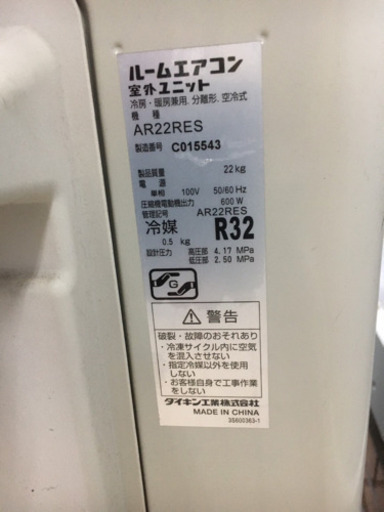 ルームエアコン
室外ユニット
冷房・暖房兼用. 分離形. 空冷式
機種
AR22RES
製造番号 C015543
製品質量 22kg
電源
単相 100V 50/60 Hz
圧縮機電動機出力 600 W
管理記号 AR22RES
冷媒 R32
0.5 kg
設計圧力 高圧部 4.17 MPa
低圧部 2.50 MPa
G
警告
破裂・故障のおそれあり
・冷凍サイクル内に空気
を混入させない
・指定冷媒以外を使用
しない
・お客様自身で工事作業
をしない
ダイキン工業株式会社
MADE IN CHINA
3S600363-1